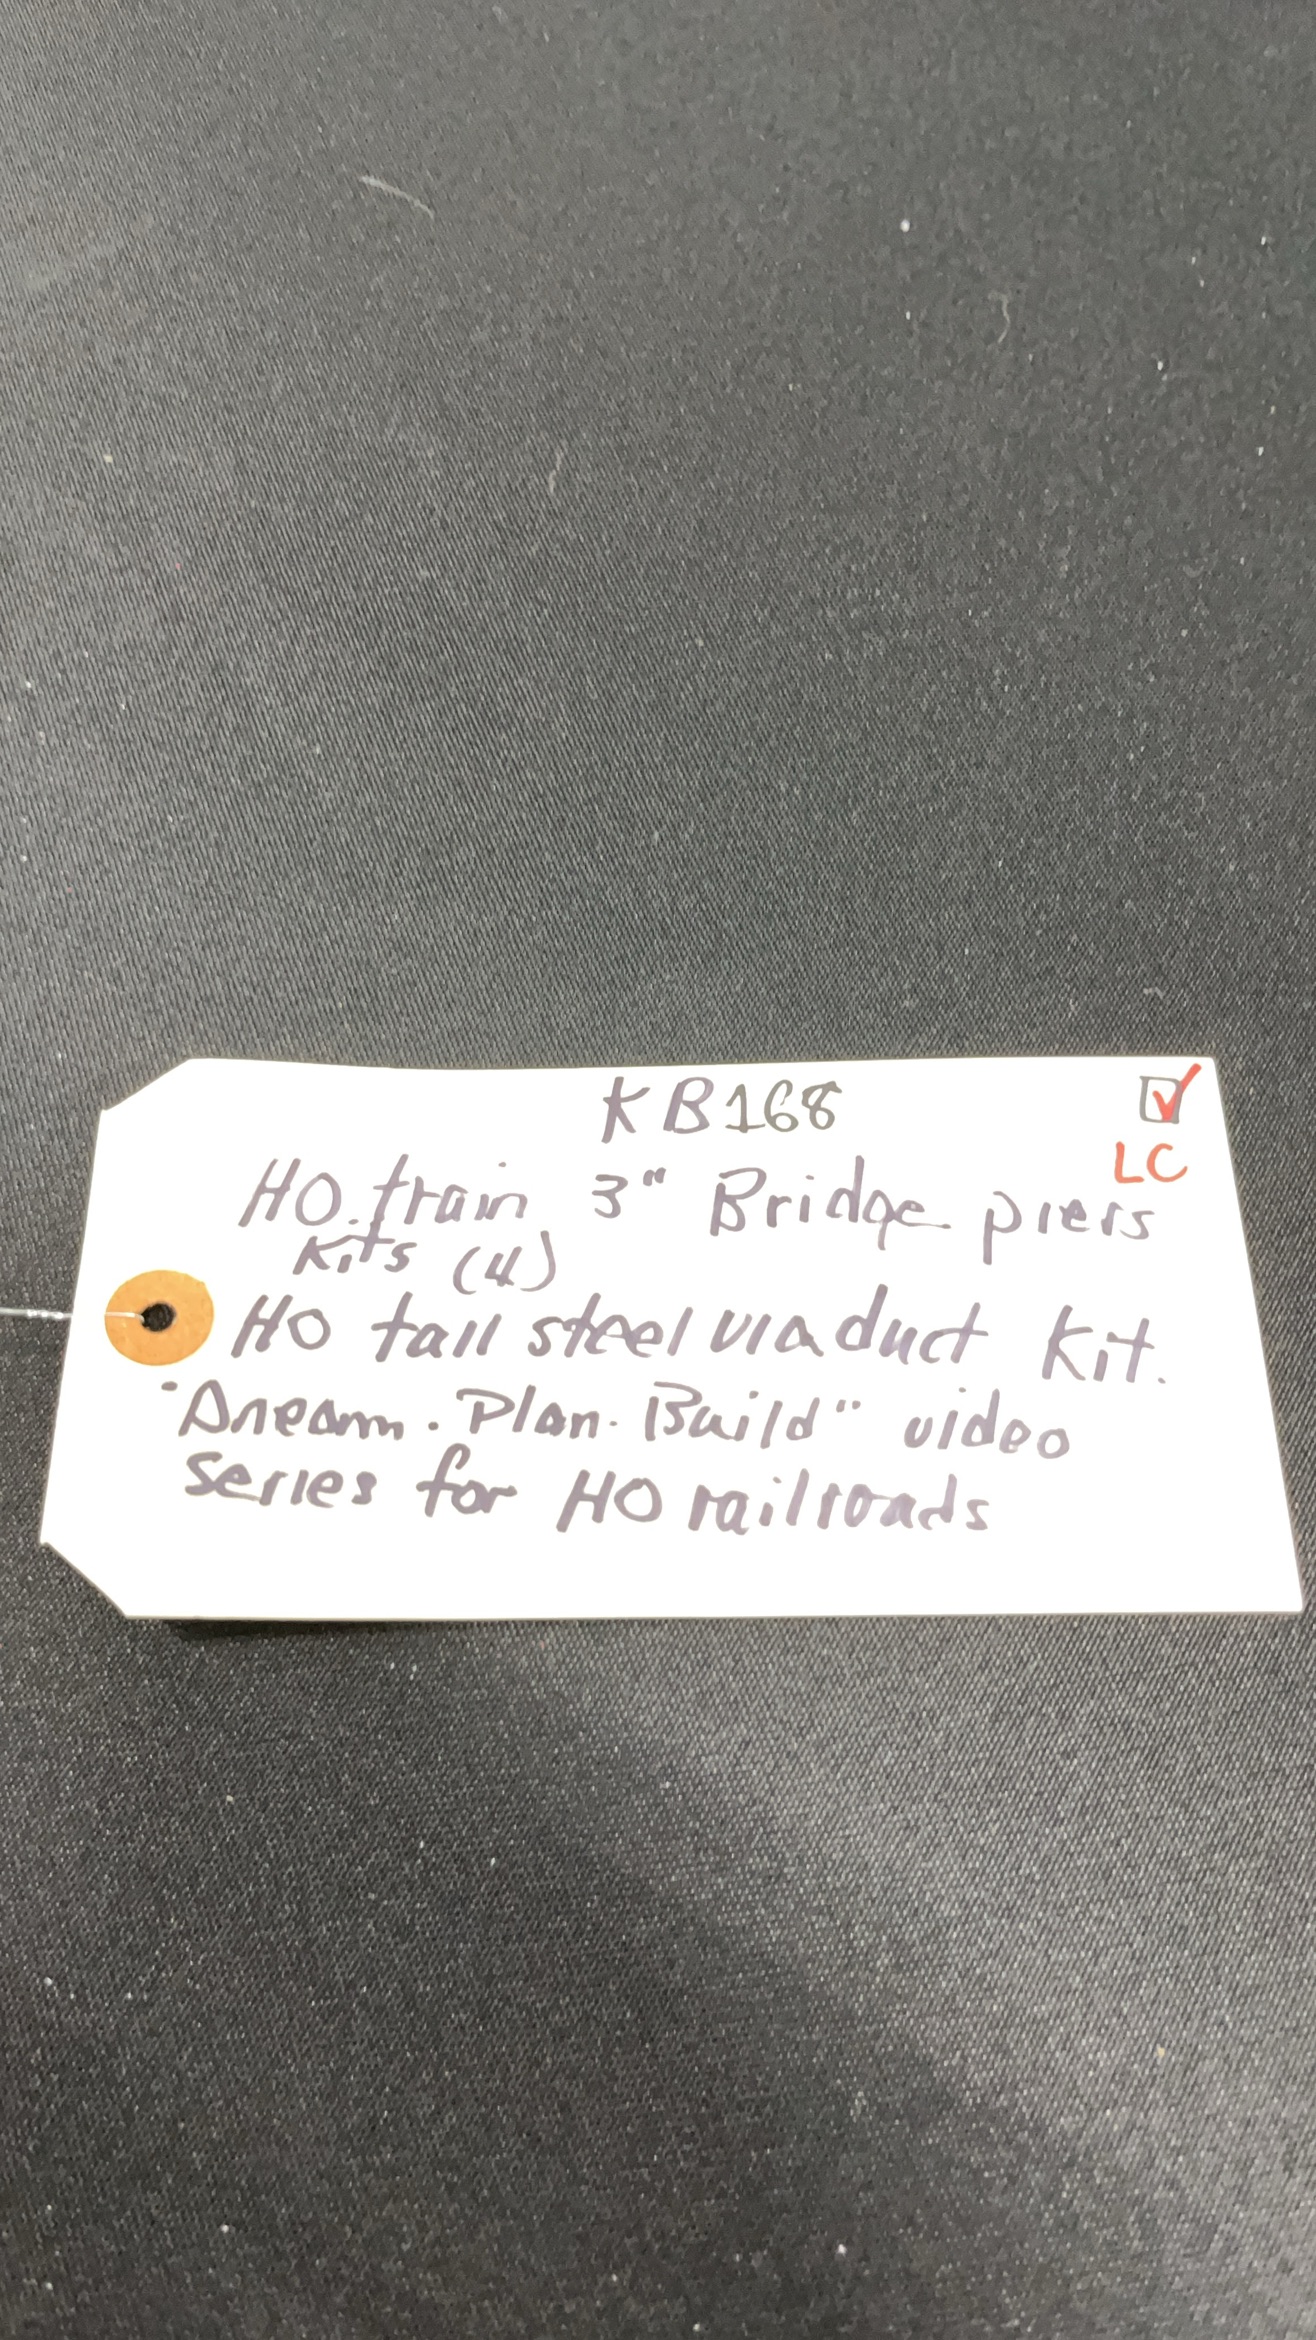 KB168
LC
HO train 3" Bridge piers
Kits (4)
HO tall steel viaduct Kit.
"Dream. Plan. Build" video
series for HO railroads